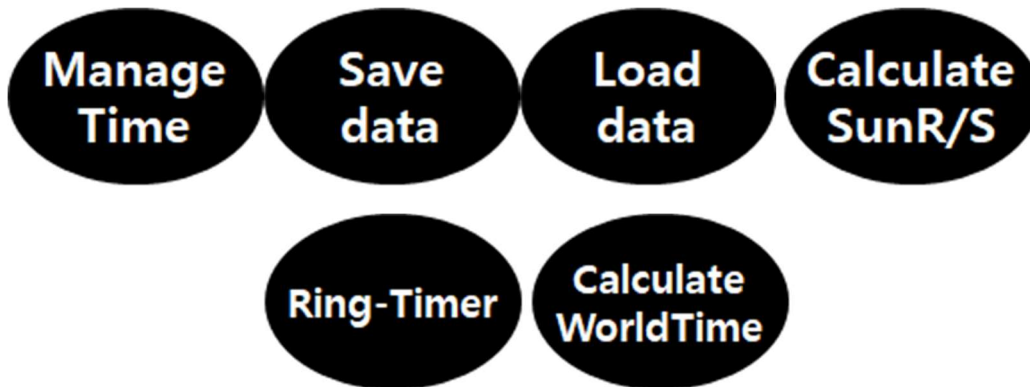 Manage
Time
Save
data
Load
data
Calculate
SunR/S
Ring-Timer
Calculate
WorldTime